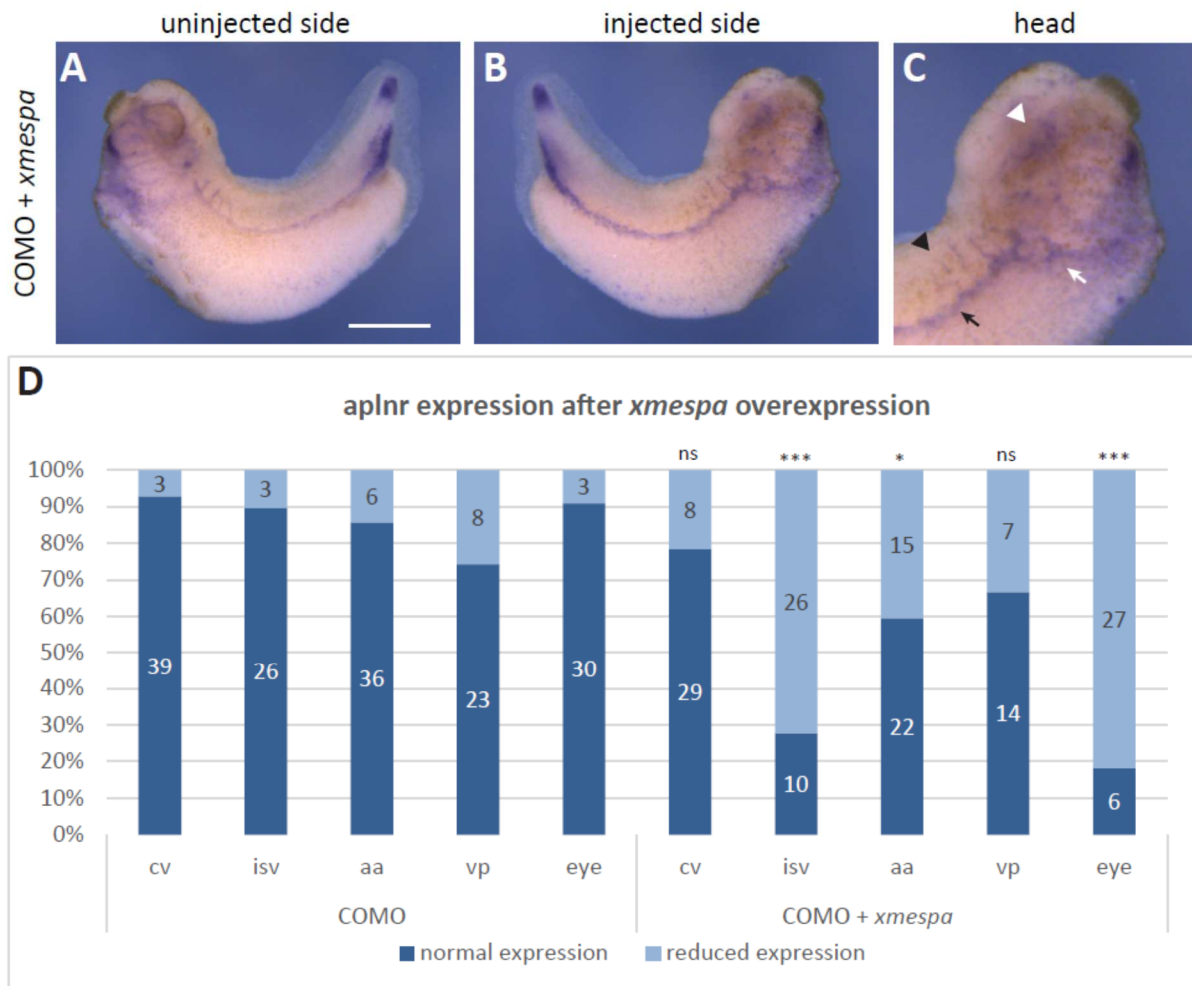 uninjected side
injected side
head
COMO + xmespa
A
B
C
D
aplnr expression after xmespa overexpression
ns
***
*
ns
***
100%
90%
80%
70%
60%
50%
40%
30%
20%
10%
0%
3
3
6
8
3
8
26
15
7
27
39
26
36
23
30
29
10
22
14
6
cv isv aa vp eye cv isv aa vp eye
COMO COMO + xmespa
normal expression reduced expression